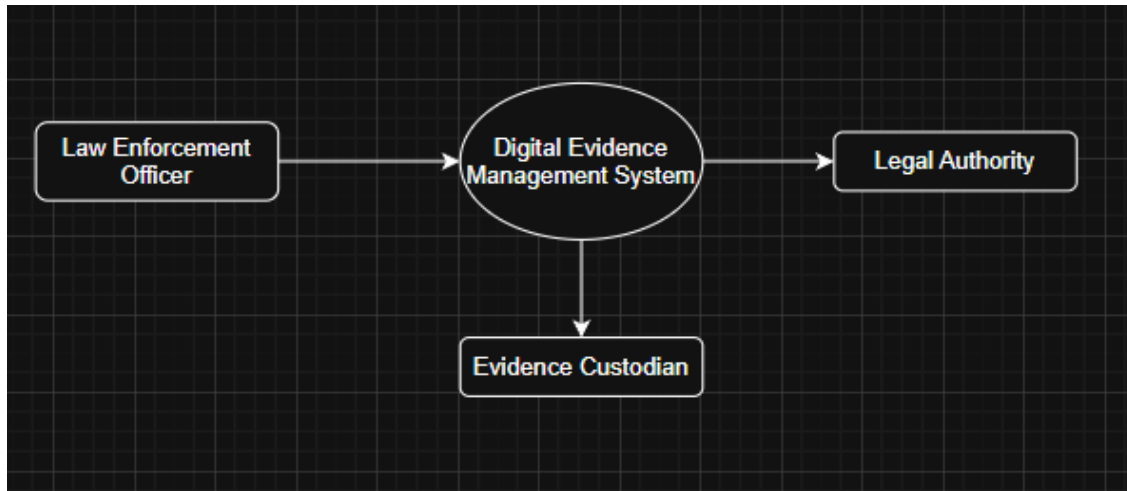 Law Enforcement
Officer
Digital Evidence
Management System
Legal Authority
Evidence Custodian